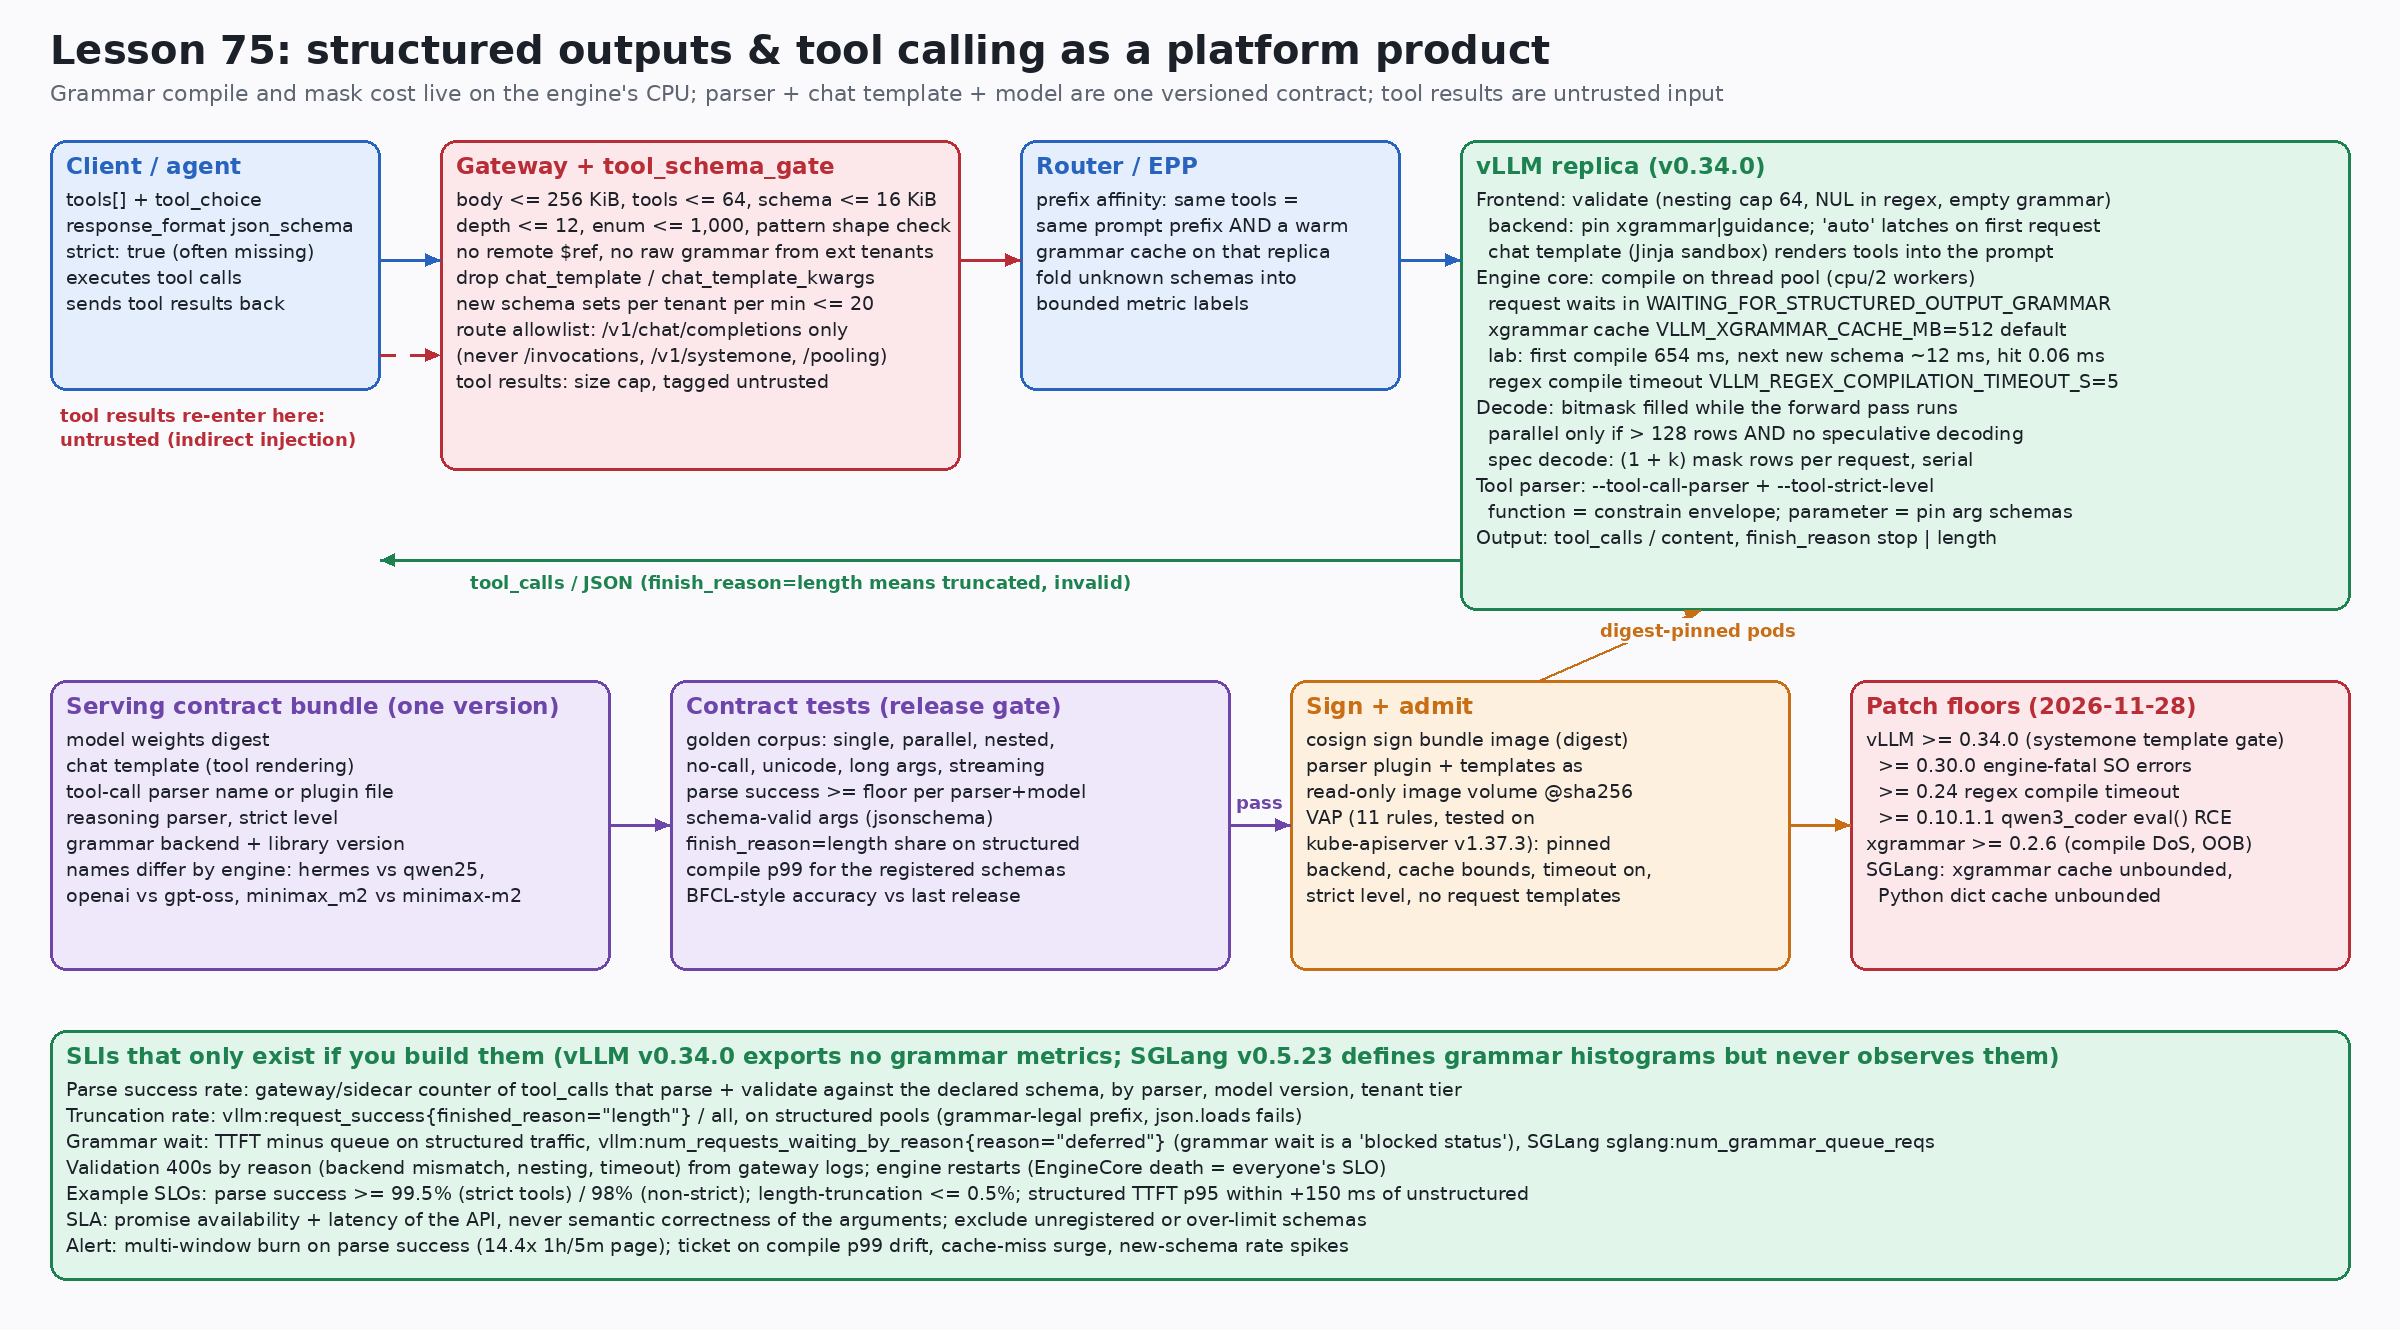 Lesson 75: structured outputs & tool calling as a platform product
Grammar compile and mask cost live on the engine's CPU; parser + chat template + model are one versioned contract; tool results are untrusted input
Client / agent
tools[] + tool_choice
response_format json_schema
strict: true (often missing)
executes tool calls
sends tool results back
tool results re-enter here:
untrusted (indirect injection)
Gateway + tool_schema_gate
body <= 256 KiB, tools <= 64, schema <= 16 KiB
depth <= 12, enum <= 1,000, pattern shape check
no remote $ref, no raw grammar from ext tenants
drop chat_template / chat_template_kwargs
new schema sets per tenant per min <= 20
route allowlist: /v1/chat/completions only
(never /invocations, /v1/systemone, /pooling)
tool results: size cap, tagged untrusted
Router / EPP
prefix affinity: same tools =
same prompt prefix AND a warm
grammar cache on that replica
fold unknown schemas into
bounded metric labels
vLLM replica (v0.34.0)
Frontend: validate (nesting cap 64, NUL in regex, empty grammar)
backend: pin xgrammar|guidance; 'auto' latches on first request
chat template (Jinja sandbox) renders tools into the prompt
Engine core: compile on thread pool (cpu/2 workers)
request waits in WAITING_FOR_STRUCTURED_OUTPUT_GRAMMAR
xgrammar cache VLLM_XGRAMMAR_CACHE_MB=512 default
lab: first compile 654 ms, next new schema ~12 ms, hit 0.06 ms
regex compile timeout VLLM_REGEX_COMPILATION_TIMEOUT_S=5
Decode: bitmask filled while the forward pass runs
parallel only if > 128 rows AND no speculative decoding
spec decode: (1 + k) mask rows per request, serial
Tool parser: --tool-call-parser + --tool-strict-level
function = constrain envelope; parameter = pin arg schemas
Output: tool_calls / content, finish_reason stop | length
tool_calls / JSON (finish_reason=length means truncated, invalid)
digest-pinned pods
Serving contract bundle (one version)
model weights digest
chat template (tool rendering)
tool-call parser name or plugin file
reasoning parser, strict level
grammar backend + library version
names differ by engine: hermes vs qwen25,
openai vs gpt-oss, minimax_m2 vs minimax-m2
Contract tests (release gate)
golden corpus: single, parallel, nested,
no-call, unicode, long args, streaming
parse success >= floor per parser+model
schema-valid args (jsonschema)
finish_reason=length share on structured
compile p99 for the registered schemas
BFCL-style accuracy vs last release
pass
Sign + admit
cosign sign bundle image (digest)
parser plugin + templates as
read-only image volume @sha256
VAP (11 rules, tested on
kube-apiserver v1.37.3): pinned
backend, cache bounds, timeout on,
strict level, no request templates
Patch floors (2026-11-28)
vLLM >= 0.34.0 (systemone template gate)
>= 0.30.0 engine-fatal SO errors
>= 0.24 regex compile timeout
>= 0.10.1.1 qwen3_coder eval() RCE
xgrammar >= 0.2.6 (compile DoS, OOB)
SGLang: xgrammar cache unbounded,
Python dict cache unbounded
SLIs that only exist if you build them (vLLM v0.34.0 exports no grammar metrics; SGLang v0.5.23 defines grammar histograms but never observes them)
Parse success rate: gateway/sidecar counter of tool_calls that parse + validate against the declared schema, by parser, model version, tenant tier
Truncation rate: vllm:request_success{finished_reason="length"} / all, on structured pools (grammar-legal prefix, json.loads fails)
Grammar wait: TTFT minus queue on structured traffic, vllm:num_requests_waiting_by_reason{reason="deferred"} (grammar wait is a 'blocked status'), SGLang sglang:num_grammar_queue_reqs
Validation 400s by reason (backend mismatch, nesting, timeout) from gateway logs; engine restarts (EngineCore death = everyone's SLO)
Example SLOs: parse success >= 99.5% (strict tools) / 98% (non-strict); length-truncation <= 0.5%; structured TTFT p95 within +150 ms of unstructured
SLA: promise availability + latency of the API, never semantic correctness of the arguments; exclude unregistered or over-limit schemas
Alert: multi-window burn on parse success (14.4x 1h/5m page); ticket on compile p99 drift, cache-miss surge, new-schema rate spikes